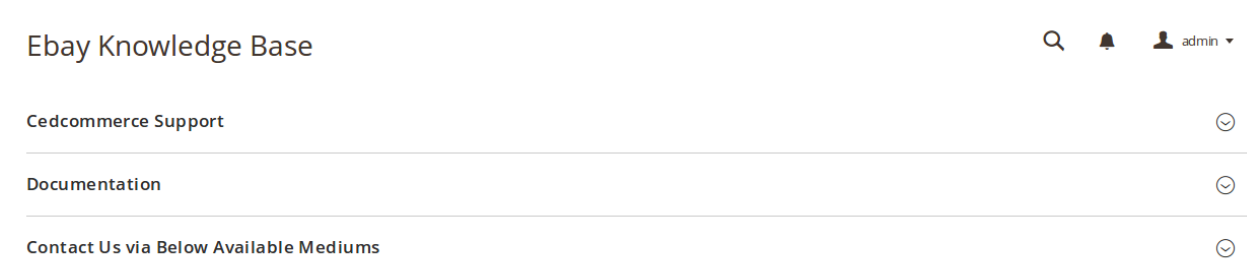 Ebay Knowledge Base
admin
Cedcommerce Support
Documentation
Contact Us via Below Available Mediums